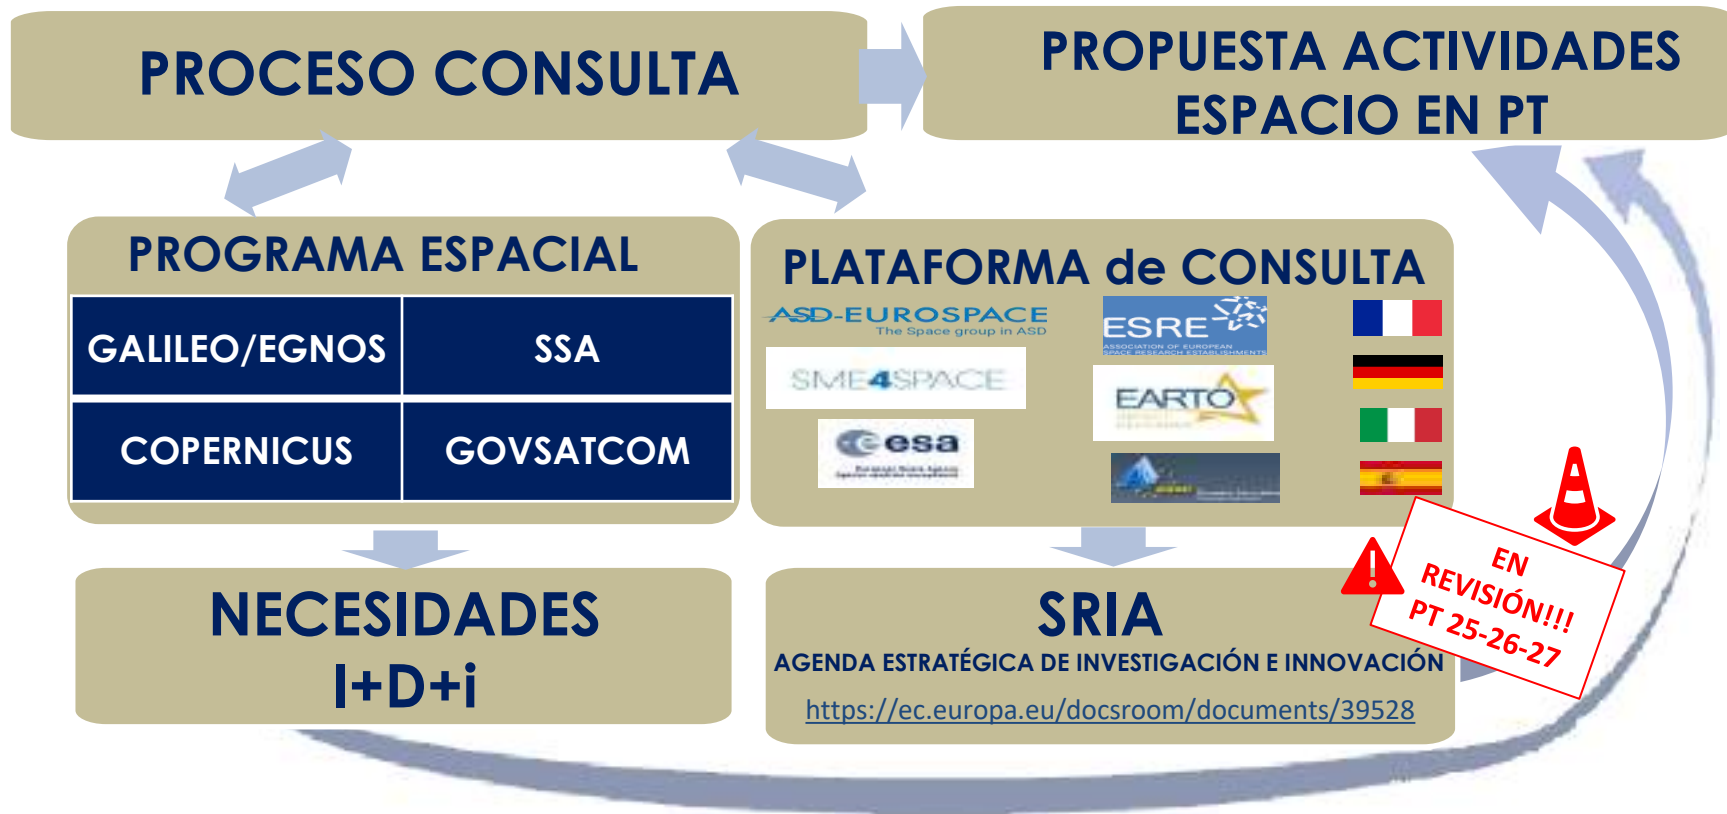 PROCESO CONSULTA
PROPUESTA ACTIVIDADES
ESPACIO EN PT
PROGRAMA ESPACIAL
GALILEO/EGNOS
SSA
COPERNICUS
GOVSATCOM
PLATAFORMA de CONSULTA
ASD-EUROSPACE
The Space group in ASD
ESRE
ASSOCIATION OF EUROPEAN
SPACE RESEARCH ESTABLISHMENTS
SME4SPACE
EARTO
esa
NECESIDADES
I+D+i
SRIA
AGENDA ESTRATÉGICA DE INVESTIGACIÓN E INNOVACIÓN
https://ec.europa.eu/docsroom/documents/39528
EN
REVISIÓN!!!
PT 25-26-27